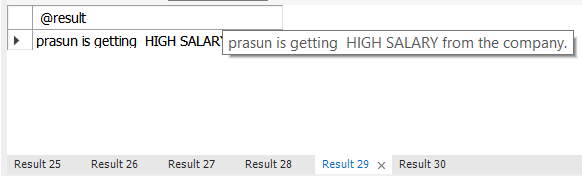 @result
prasun is getting  HIGH SALARY
prasun is getting  HIGH SALARY from the company.
Result 25 Result 26 Result 27 Result 28 Result 29 Result 30